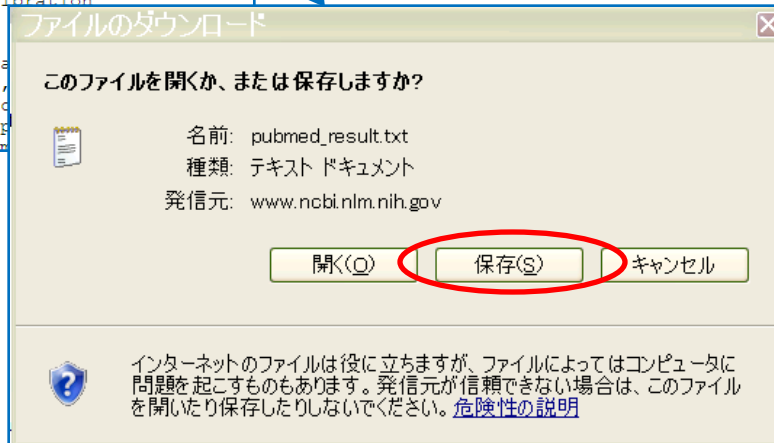 ibration
ファイルのダウンロード
このファイルを開くか、または保存しますか?
名前: pubmed_result.txt
種類: テキスト ドキュメント
発信元: www.ncbi.nlm.nih.gov
開く(O) 保存(S) キャンセル
インターネットのファイルは役に立ちますが、ファイルによってはコンピュータに
問題を起こすものもあります。発信元が信頼できない場合は、このファイル
を開いたり保存したりしないでください。危険性の説明